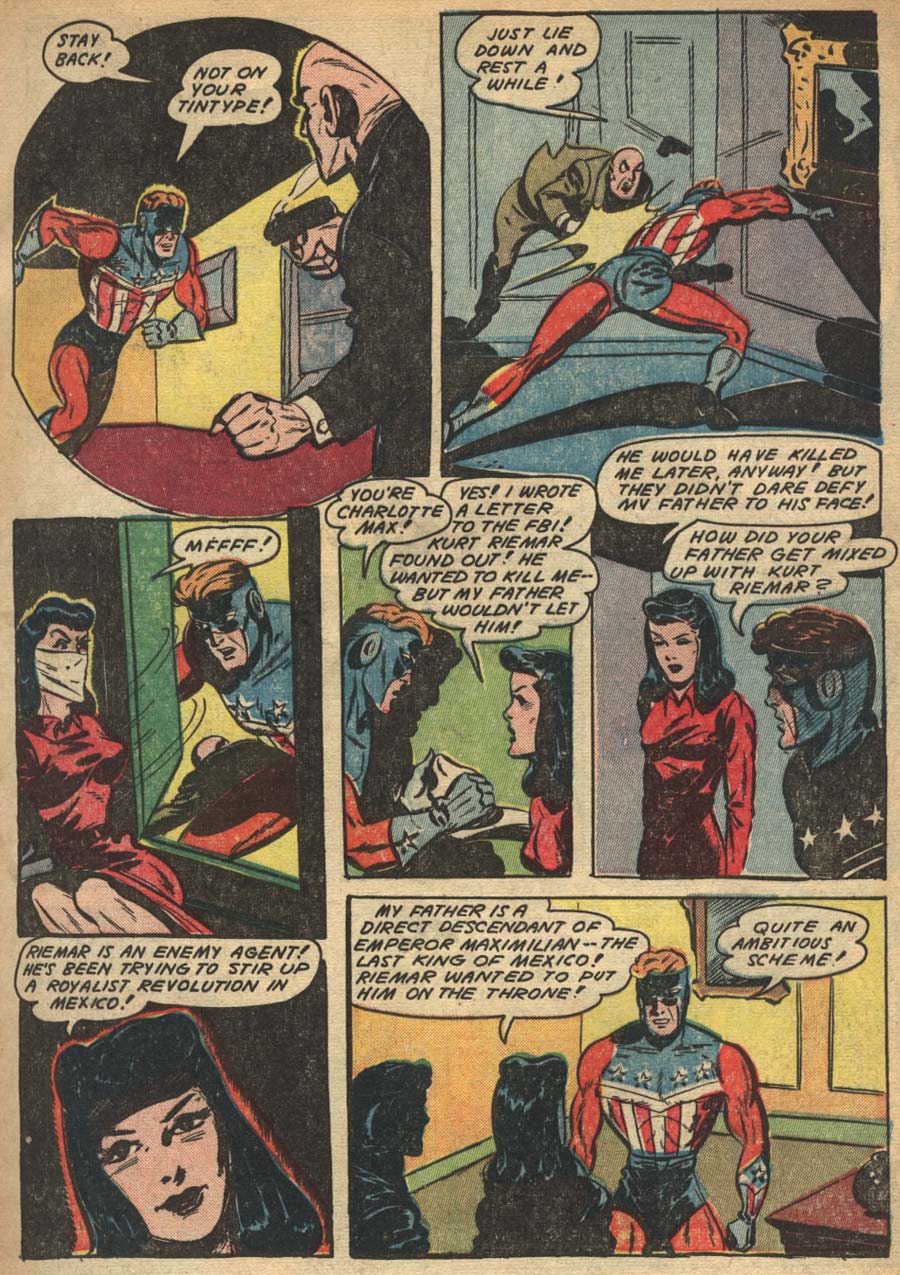 STAY
BACK!
NOT ON
YOUR
TINTYPE!
JUST LIE
DOWN AND
REST A
WHILE!
MFFFF!
YOU'RE
CHARLOTTE
MAX!
YES! I WROTE
A LETTER
TO THE FBI!
KURT RIEMAR
FOUND OUT! HE
WANTED TO KILL ME--
BUT MY FATHER
WOULDN'T LET
HIM!
HE WOULD HAVE KILLED
ME LATER, ANYWAY! BUT
THEY DIDN'T DARE DEFY
MY FATHER TO HIS FACE!
HOW DID YOUR
FATHER GET MIXED
UP WITH KURT
RIEMAR?
RIEMAR IS AN ENEMY AGENT!
HE'S BEEN TRYING TO STIR UP
A ROYALIST REVOLUTION IN
MEXICO!
MY FATHER IS A
DIRECT DESCENDANT OF
EMPEROR MAXIMILIAN--THE
LAST KING OF MEXICO!
RIEMAR WANTED TO PUT
HIM ON THE THRONE!
QUITE AN
AMBITIOUS
SCHEME!